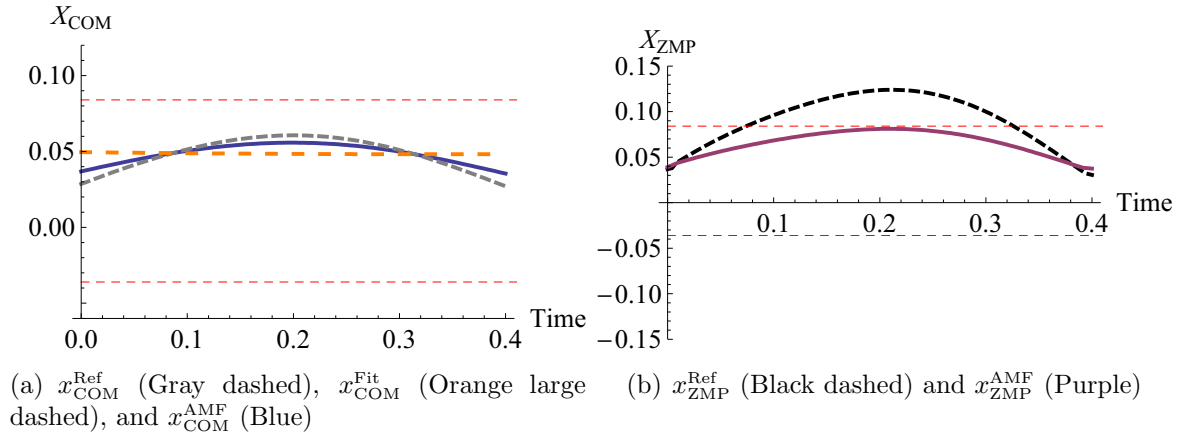 X_COM
0.10
0.05
0.00
0.0 0.1 0.2 0.3 0.4
Time
X_ZMP
0.15
0.10
0.05
−0.05
−0.10
−0.15
0.1 0.2 0.3 0.4
Time
(a) x_COM^Ref (Gray dashed), x_COM^Fit (Orange large
dashed), and x_COM^AMF (Blue)
(b) x_ZMP^Ref (Black dashed) and x_ZMP^AMF (Purple)